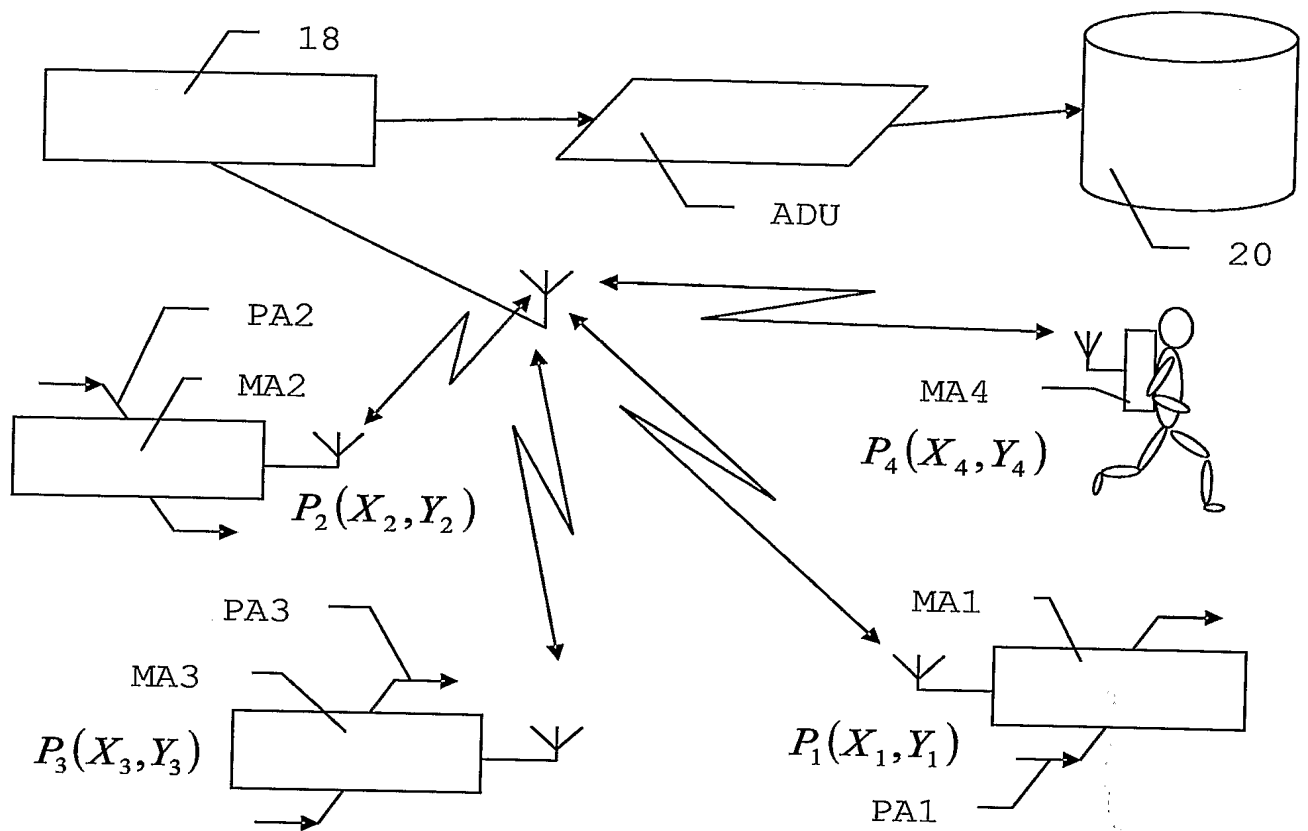 18
ADU
20
PA2
MA2
MA4
P₄(X₄,Y₄)
P₂(X₂,Y₂)
MA1
PA3
MA3
P₃(X₃,Y₃)
P₁(X₁,Y₁)
PA1